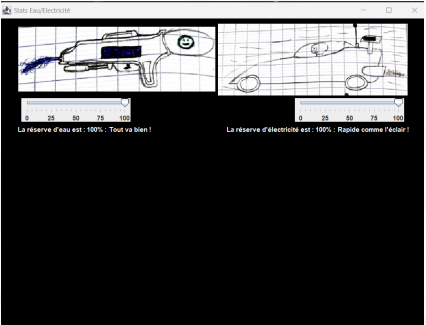 Stats Eau/Electricité
0 25 50 75 100
0 25 50 75 100
La réserve d'eau est : 100% : Tout va bien !
La réserve d'électricité est : 100% : Rapide comme l'éclair !